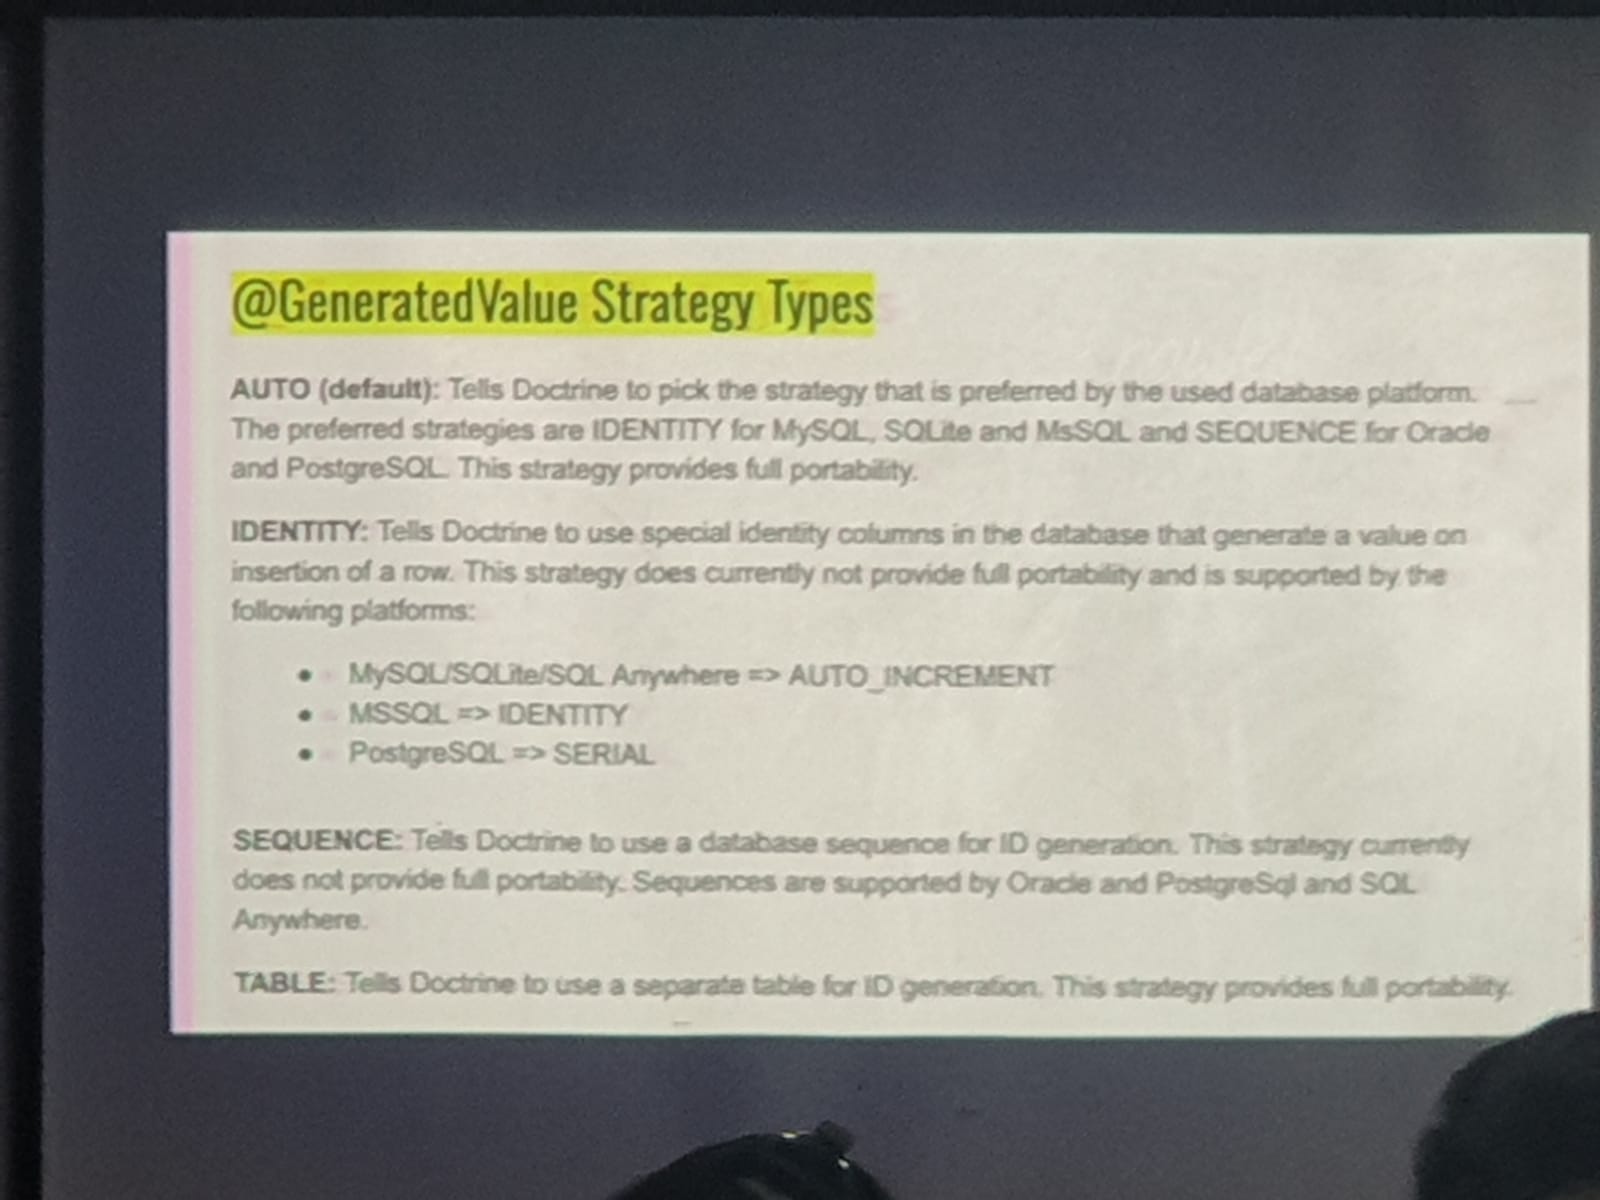 @GeneratedValue Strategy Types
AUTO (default): Tells Doctrine to pick the strategy that is preferred by the used database platform.
The preferred strategies are IDENTITY for MySQL, SQLite and MsSQL and SEQUENCE for Oracle
and PostgreSQL. This strategy provides full portability.
IDENTITY: Tells Doctrine to use special identity columns in the database that generate a value on
insertion of a row. This strategy does currently not provide full portability and is supported by the
following platforms:
● MySQL/SQLite/SQL Anywhere => AUTO_INCREMENT
● MSSQL => IDENTITY
● PostgreSQL => SERIAL
SEQUENCE: Tells Doctrine to use a database sequence for ID generation. This strategy currently
does not provide full portability. Sequences are supported by Oracle and PostgreSql and SQL
Anywhere.
TABLE: Tells Doctrine to use a separate table for ID generation. This strategy provides full portability.